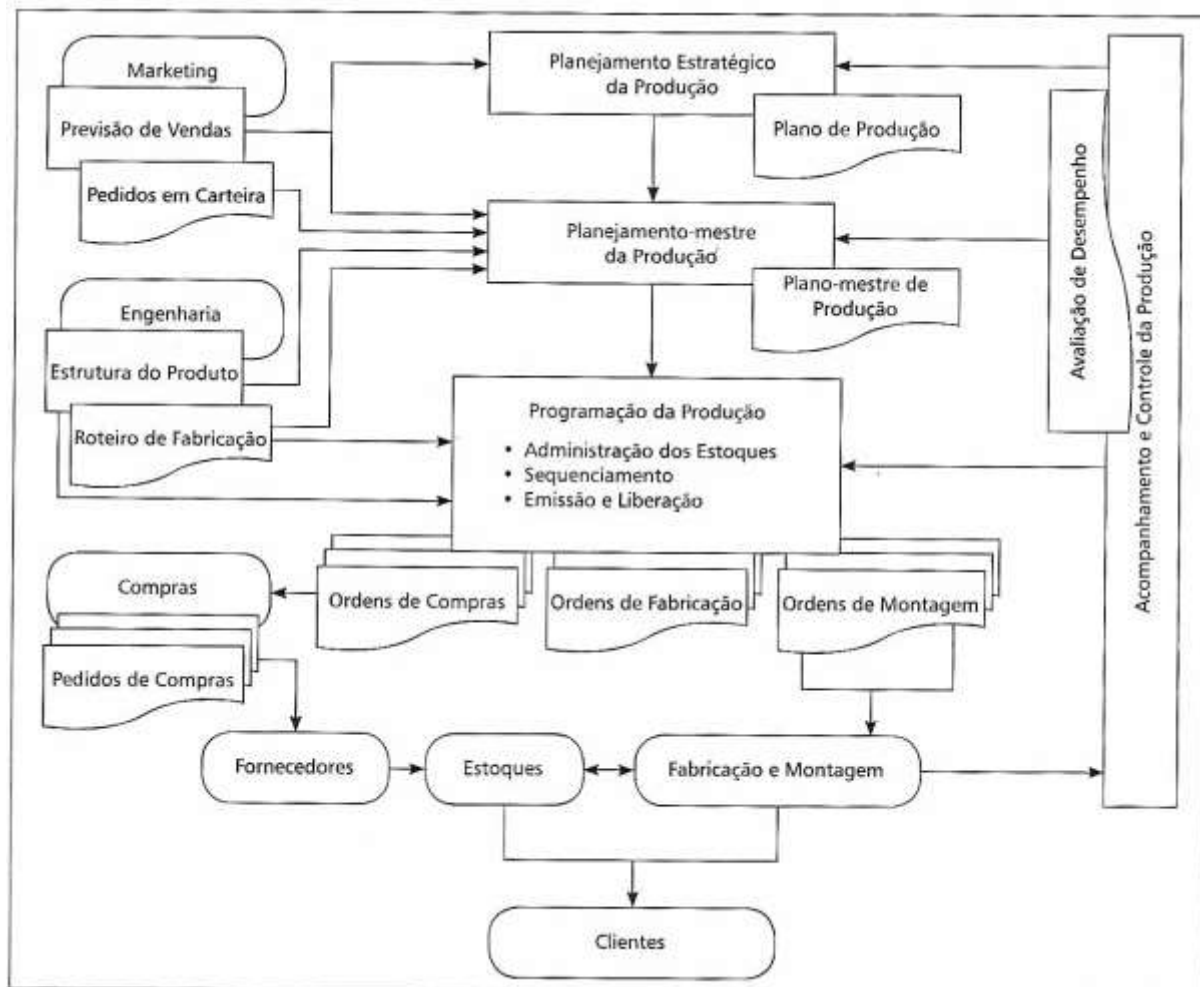 Marketing
Previsão de Vendas
Pedidos em Carteira
Planejamento Estratégico
da Produção
Plano de Produção
Planejamento-mestre
da Produção
Plano-mestre de
Produção
Avaliação de Desempenho
Acompanhamento e Controle da Produção
Engenharia
Estrutura do Produto
Roteiro de Fabricação
Programação da Produção
• Administração dos Estoques
• Sequenciamento
• Emissão e Liberação
Compras
Pedidos de Compras
Ordens de Compras
Ordens de Fabricação
Ordens de Montagem
Fornecedores
Estoques
Fabricação e Montagem
Clientes